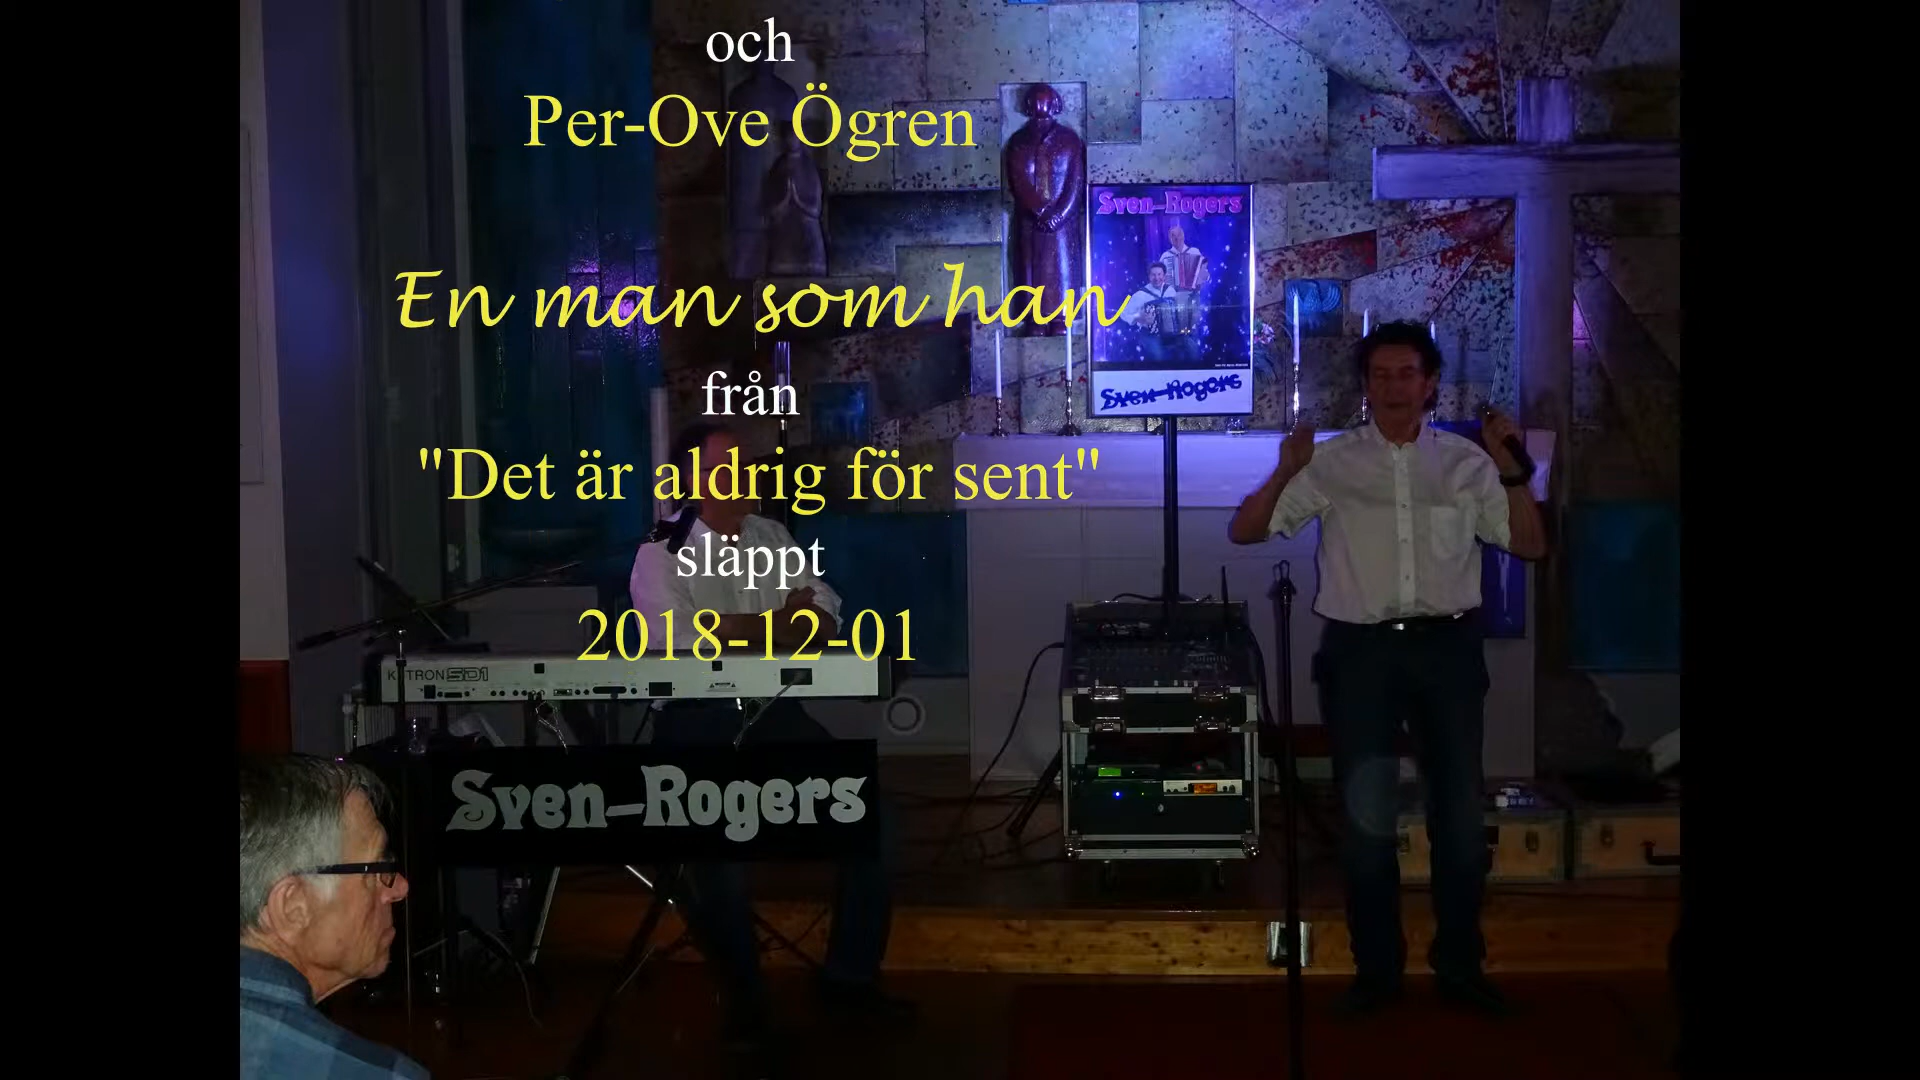 och
Per-Ove Ögren
En man som han
från
"Det är aldrig för sent"
släppt
2018-12-01
Sven-Rogers
Sven-Rogers
KETRON SD1
Sven-Rogers